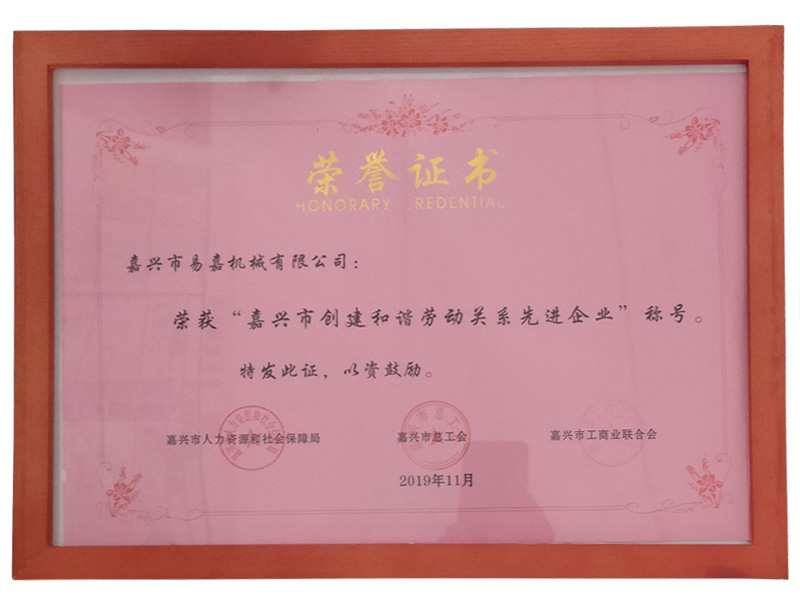 荣誉证书
HONORARY CREDENTIAL
嘉兴市易嘉机械有限公司：
荣获“嘉兴市创建和谐劳动关系先进企业”称号。
特发此证，以资鼓励。
嘉兴市人力资源和社会保障局 嘉兴市总工会 嘉兴市工商业联合会
2019年11月